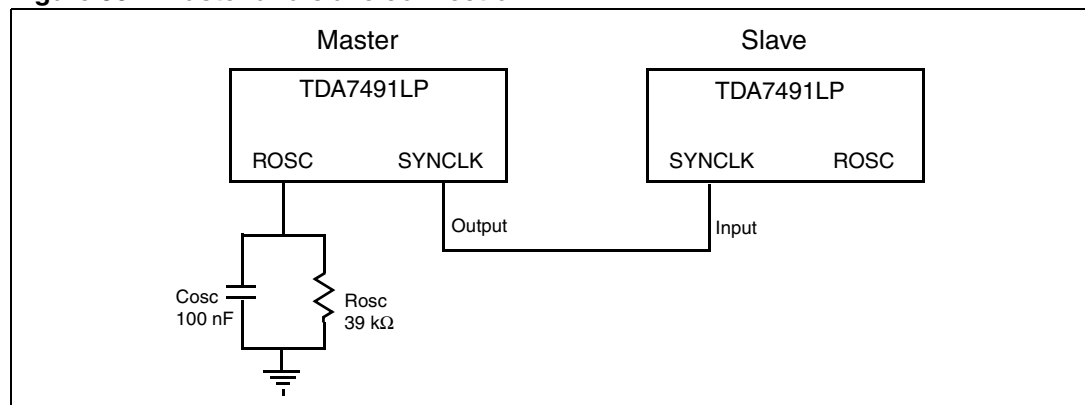 Master
Slave
TDA7491LP
TDA7491LP
ROSC
SYNCLK
SYNCLK
ROSC
Output
Input
Cosc
100 nF
Rosc
39 kΩ